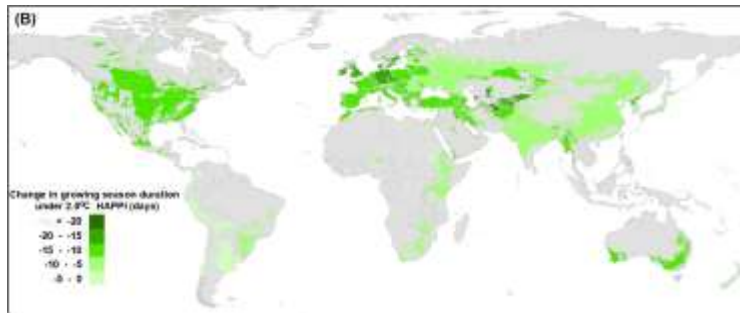 (B)
Change in growing season duration
under 2.0°C HAPPI (days)
< -20
-20 - -15
-15 - -10
-10 - -5
-5 - 0